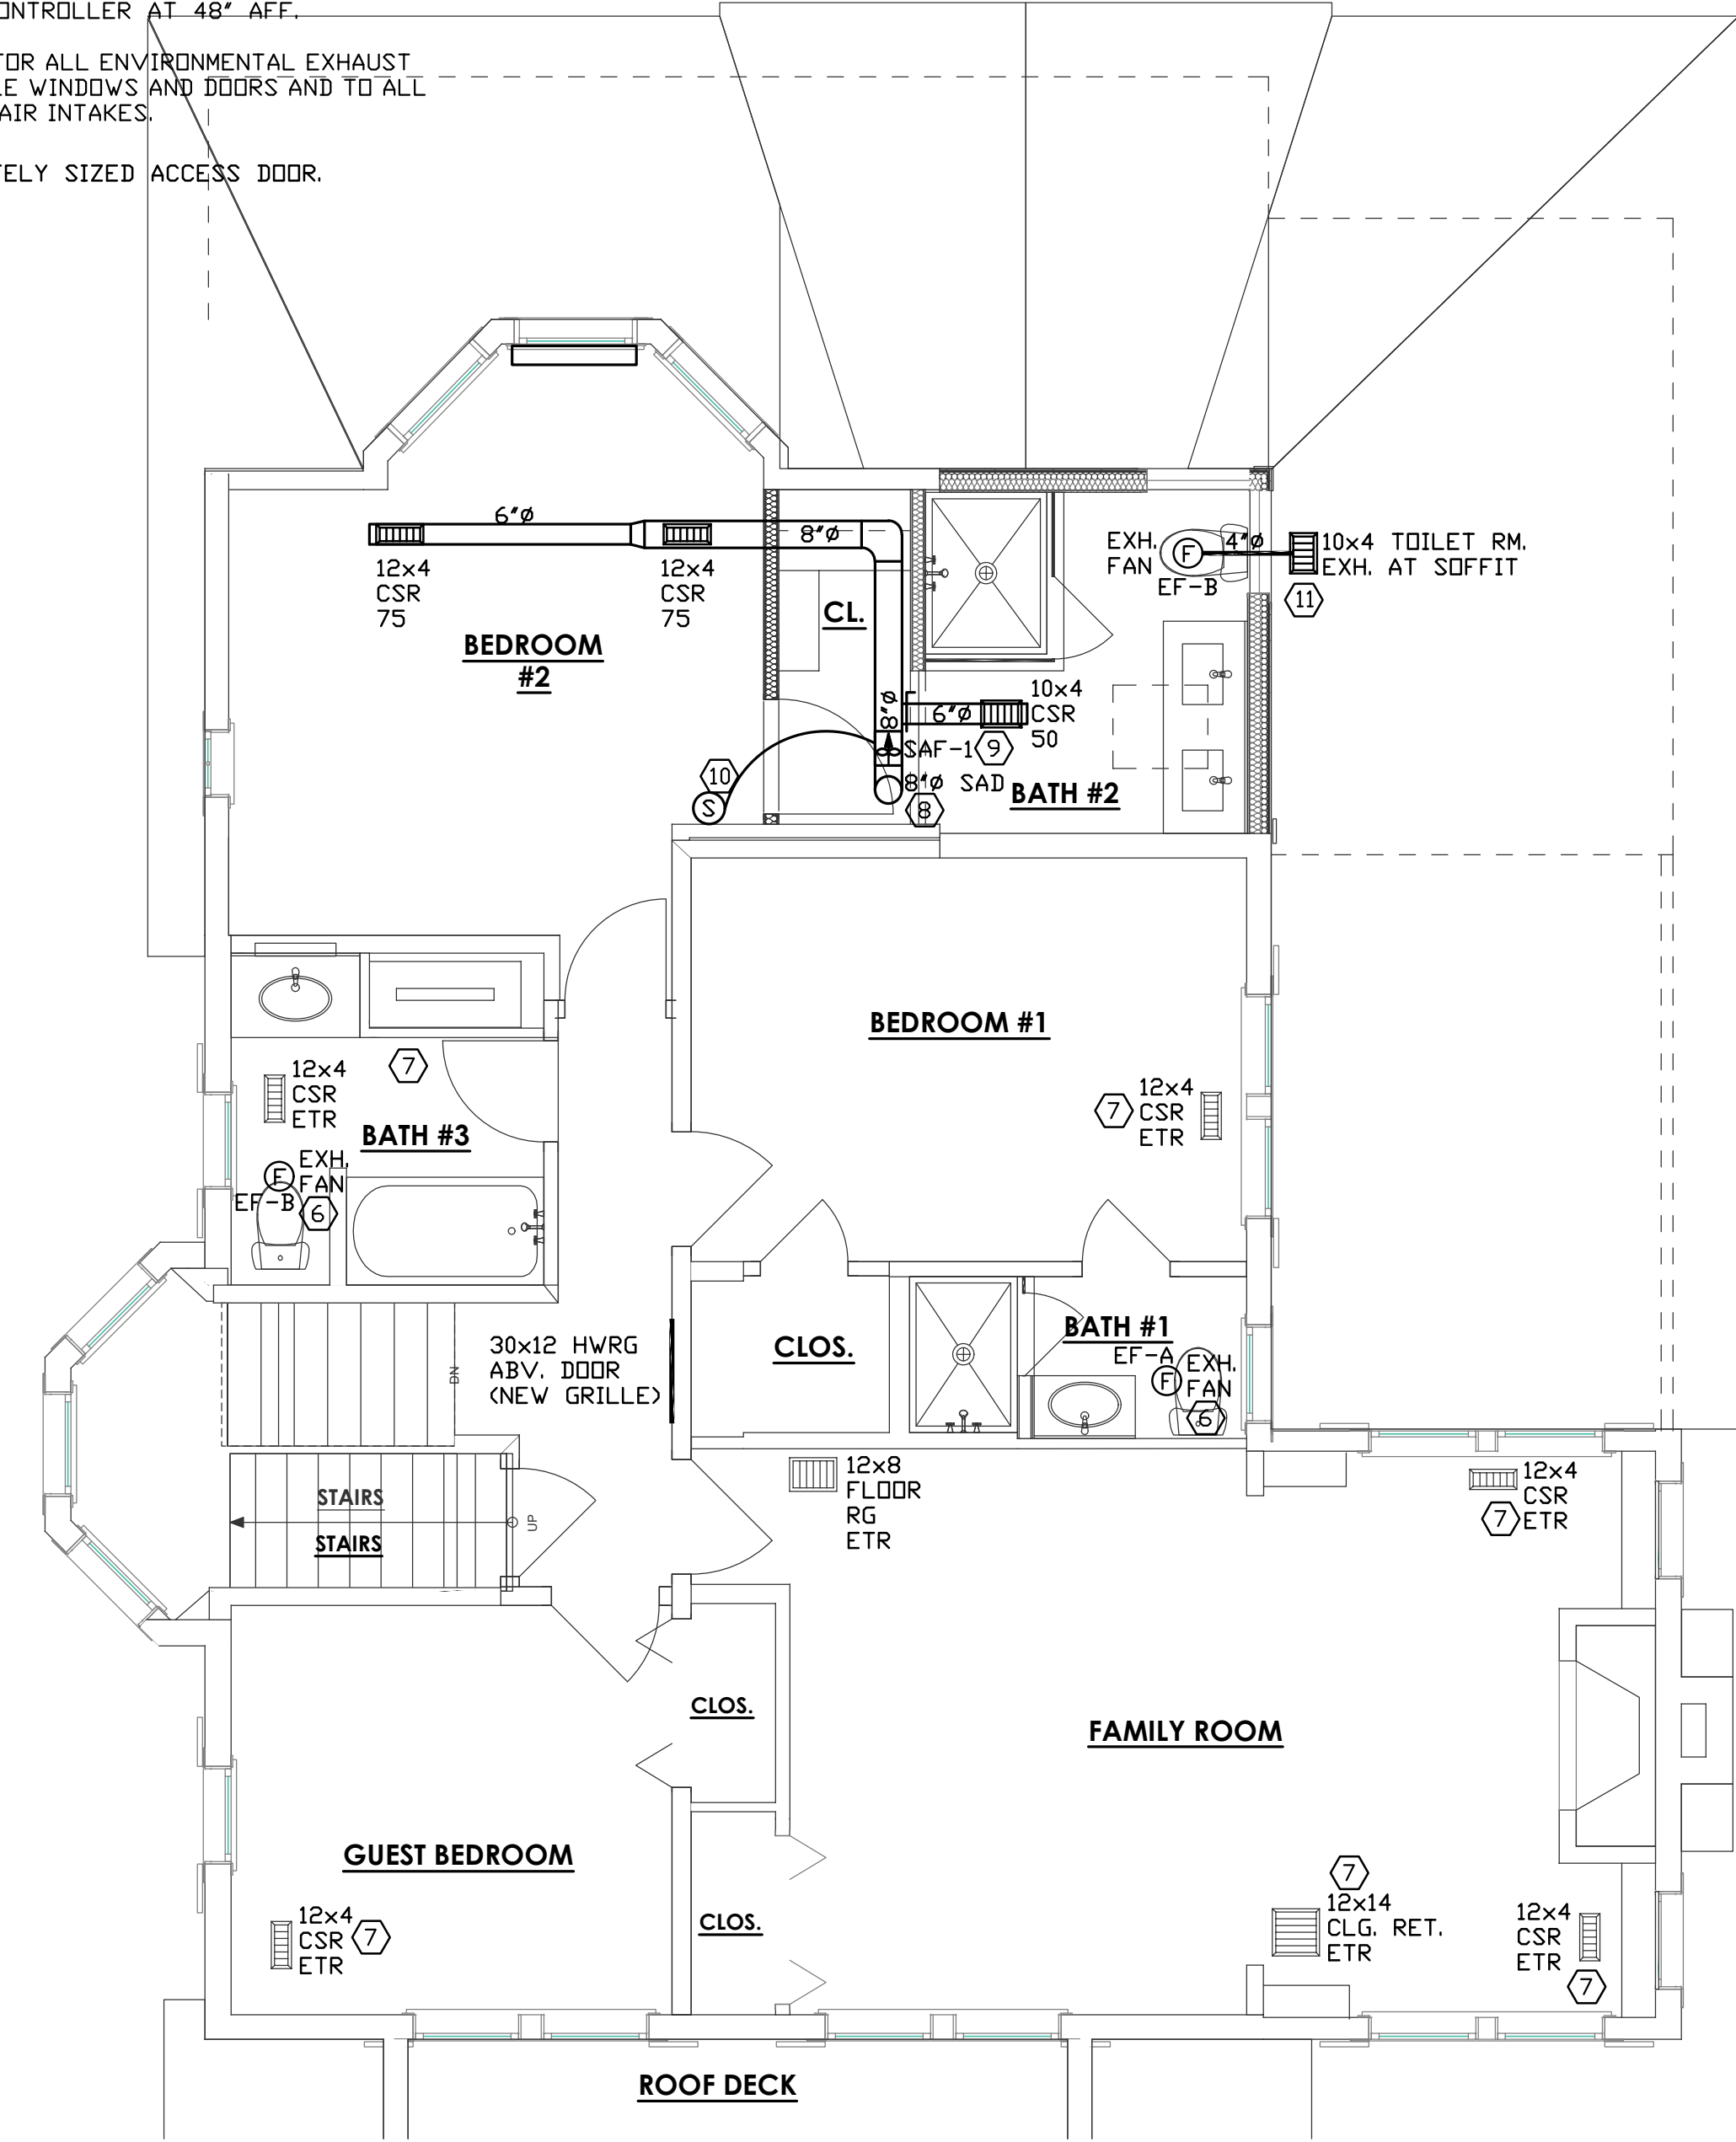 ONTROLLER AT 48" AFF.
FOR ALL ENVIRONMENTAL EXHAUST
LE WINDOWS AND DOORS AND TO ALL
AIR INTAKES.
TELY SIZED ACCESS DOOR.
6"ø
8"ø
12x4
CSR
75
12x4
CSR
75
BEDROOM
#2
CL.
EXH.
FAN
F
4"ø
EF-B
10x4 TOILET RM.
EXH. AT SOFFIT
11
8"ø
6"ø
10x4
CSR
50
SAF-1
9
10
S
8"ø SAD
8
BATH #2
BEDROOM #1
12x4
CSR
ETR
7
BATH #3
7
12x4
CSR
ETR
F
EXH.
FAN
EF-B
6
30x12 HWRG
ABV. DOOR
(NEW GRILLE)
DN
CLOS.
BATH #1
EF-A
F
EXH.
FAN
6
STAIRS
STAIRS
UP
12x8
FLOOR
RG
ETR
12x4
CSR
ETR
7
CLOS.
FAMILY ROOM
GUEST BEDROOM
CLOS.
12x4
CSR
ETR
7
7
12x14
CLG. RET.
ETR
12x4
CSR
ETR
7
ROOF DECK